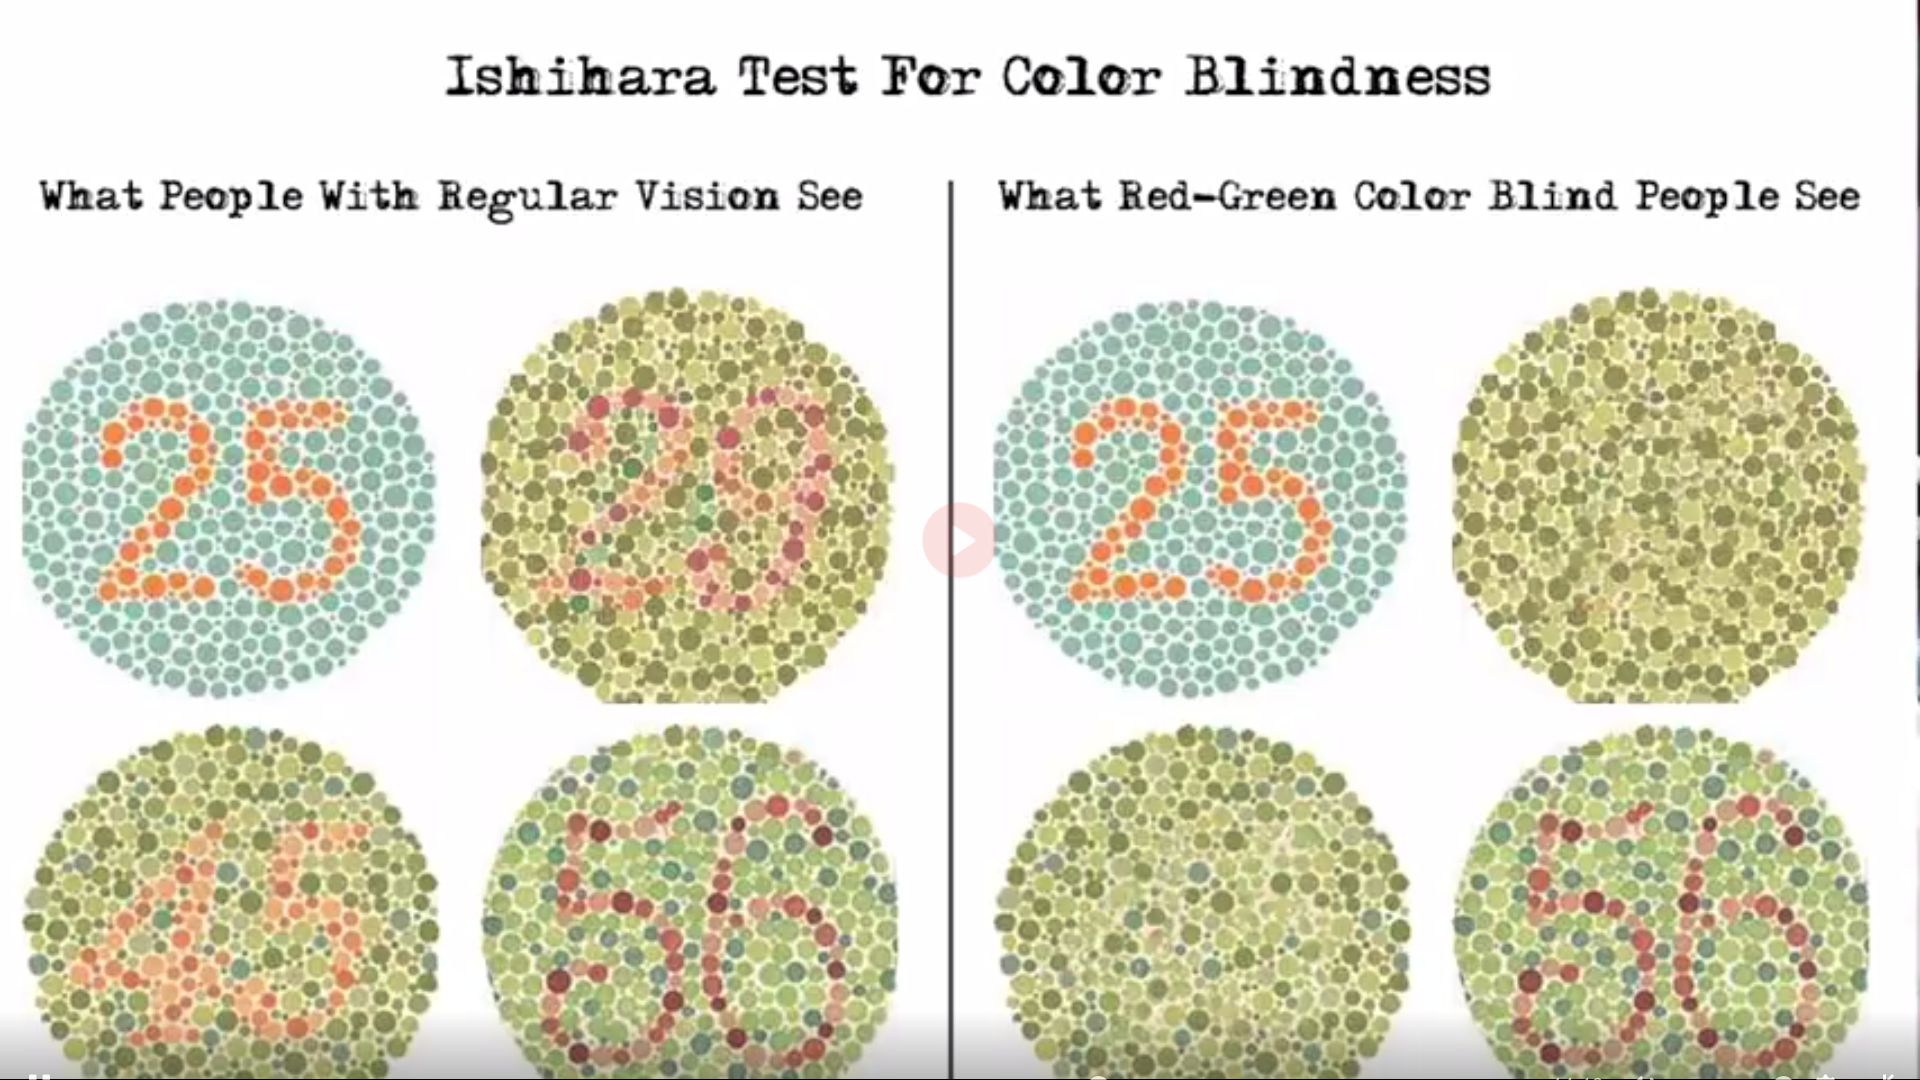 Ishihara Test For Color Blindness
What People With Regular Vision See
What Red-Green Color Blind People See
25
29
25
45
56
56